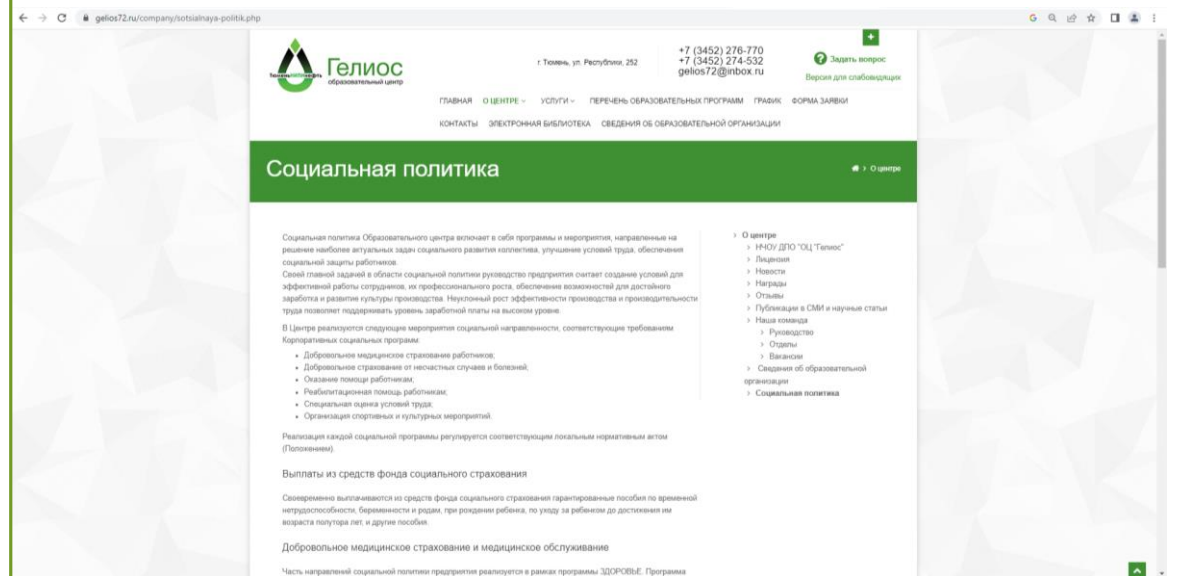 gelios72.ru/company/sotsialnaya-politik.php
Гелиос
образовательный центр
г. Тюмень, ул. Республики, 252
+7 (3452) 276-770
+7 (3452) 274-532
gelios72@inbox.ru
Задать вопрос
Версия для слабовидящих
ГЛАВНАЯ О ЦЕНТРЕ УСЛУГИ ПЕРЕЧЕНЬ ОБРАЗОВАТЕЛЬНЫХ ПРОГРАММ ГРАФИК ФОРМА ЗАЯВКИ
КОНТАКТЫ ЭЛЕКТРОННАЯ БИБЛИОТЕКА СВЕДЕНИЯ ОБ ОБРАЗОВАТЕЛЬНОЙ ОРГАНИЗАЦИИ
Социальная политика
> О центре
Социальная политика Образовательного центра включает в себя программы и мероприятия, направленные на
решение наиболее актуальных задач социального развития коллектива, улучшение условий труда, обеспечения
социальной защиты работников.
Своей главной задачей в области социальной политики руководство предприятия считает создание условий для
эффективной работы сотрудников, их профессионального роста, обеспечение возможностей для достойного
заработка и развитие культуры производства. Неуклонный рост эффективности производства и производительности
труда позволяет поддерживать уровень заработной платы на высоком уровне.
В Центре реализуются следующие мероприятия социальной направленности, соответствующие требованиям
Корпоративных социальных программ:
• Добровольное медицинское страхование работников;
• Добровольное страхование от несчастных случаев и болезней;
• Оказание помощи работникам;
• Реабилитационная помощь работникам;
• Специальная оценка условий труда;
• Организация спортивных и культурных мероприятий.
Реализация каждой социальной программы регулируется соответствующим локальным нормативным актом
(Положением).
Выплаты из средств фонда социального страхования
Своевременно выплачиваются из средств фонда социального страхования гарантированные пособия по временной
нетрудоспособности, беременности и родам, при рождении ребенка, по уходу за ребенком до достижения им
возраста полутора лет, и другие пособия.
Добровольное медицинское страхование и медицинское обслуживание
Часть направлений социальной политики предприятия реализуется в рамках программы ЗДОРОВЬЕ. Программа
> О центре
> НЧОУ ДПО "ОЦ "Гелиос"
> Лицензия
> Новости
> Награды
> Отзывы
> Публикации в СМИ и научные статьи
> Наша команда
> Руководство
> Отделы
> Вакансии
> Сведения об образовательной
организации
> Социальная политика